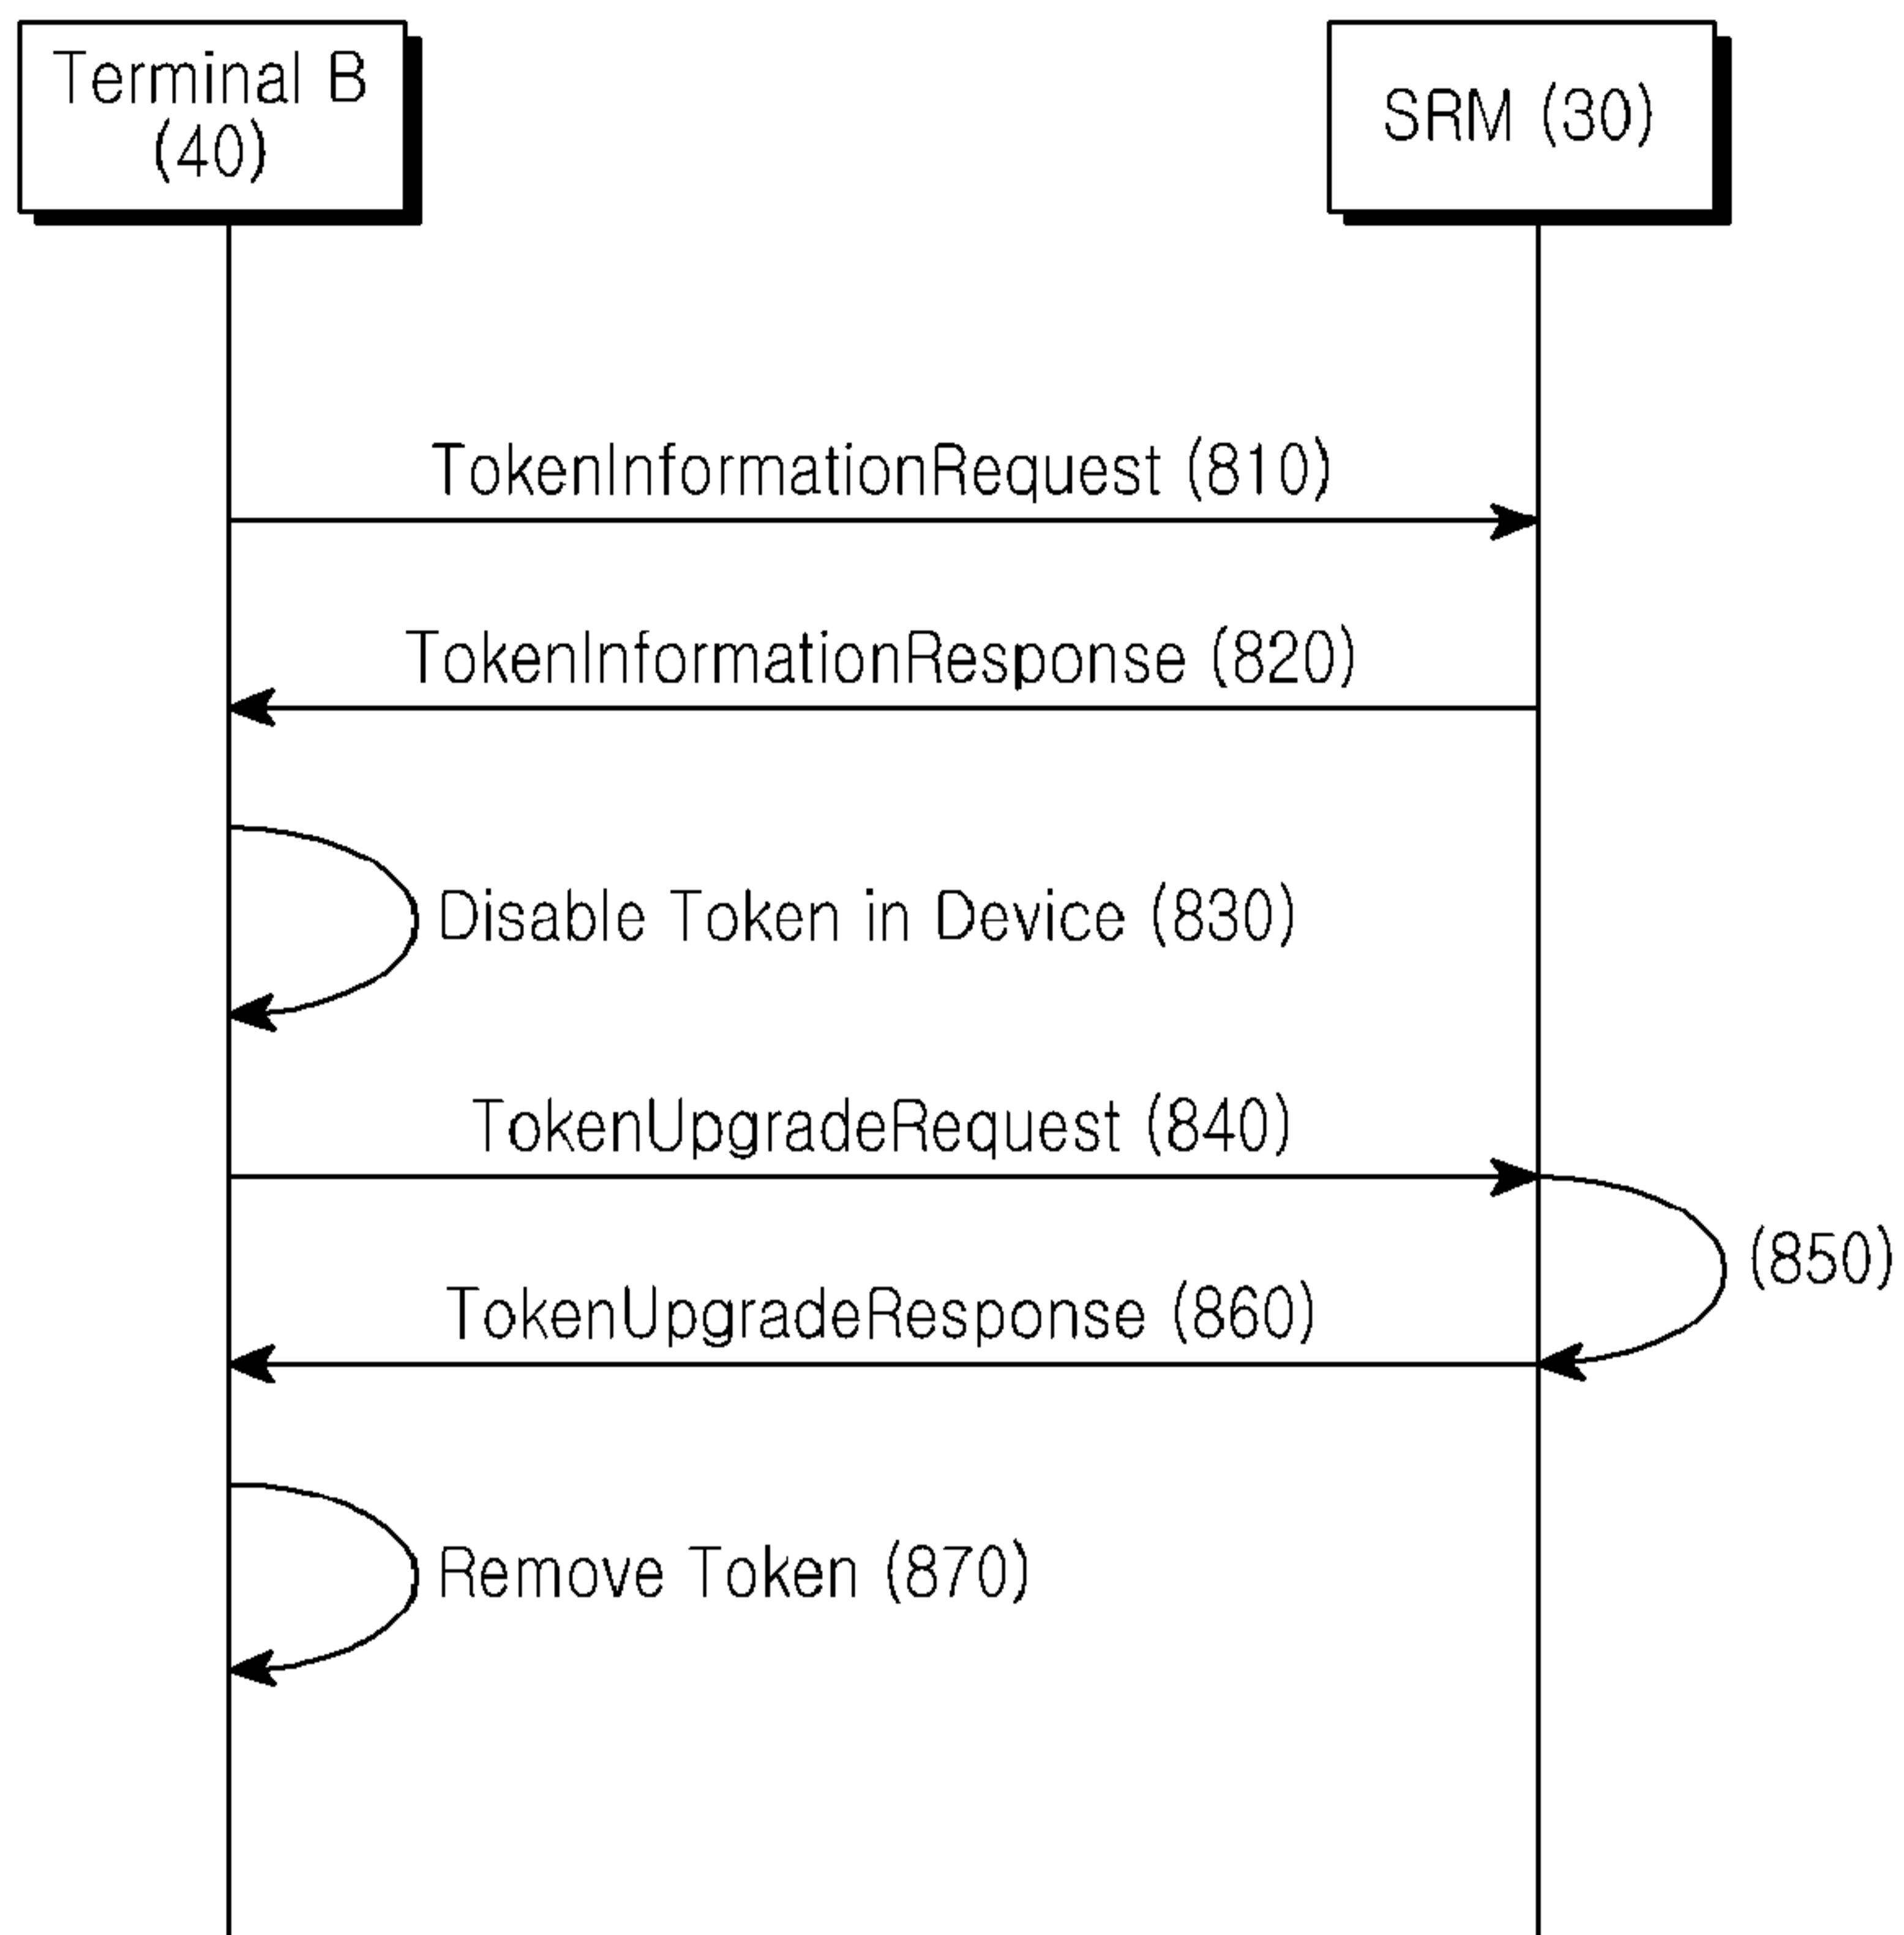 Terminal B
(40)
SRM (30)
TokenInformationRequest (810)
TokenInformationResponse (820)
Disable Token in Device (830)
TokenUpgradeRequest (840)
(850)
TokenUpgradeResponse (860)
Remove Token (870)